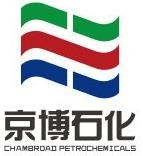 京博石化
CHAMBROAD PETROCHEMICALS